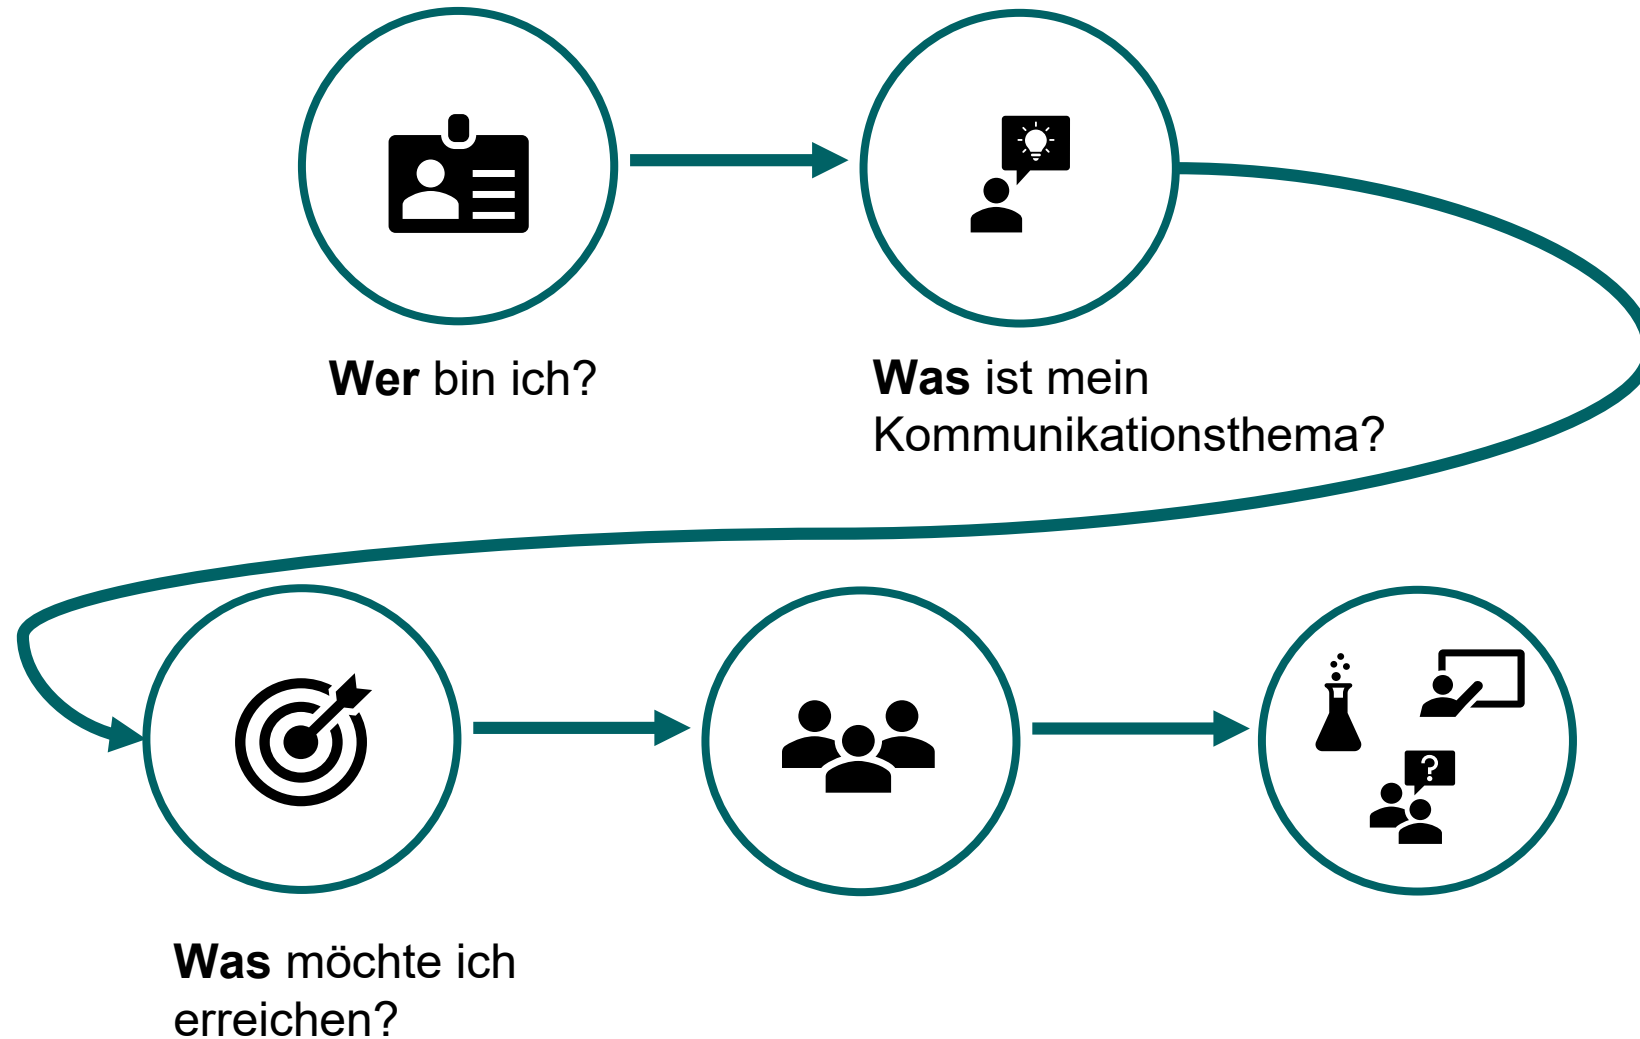 Wer bin ich?
Was ist mein
Kommunikationsthema?
?
Was möchte ich
erreichen?